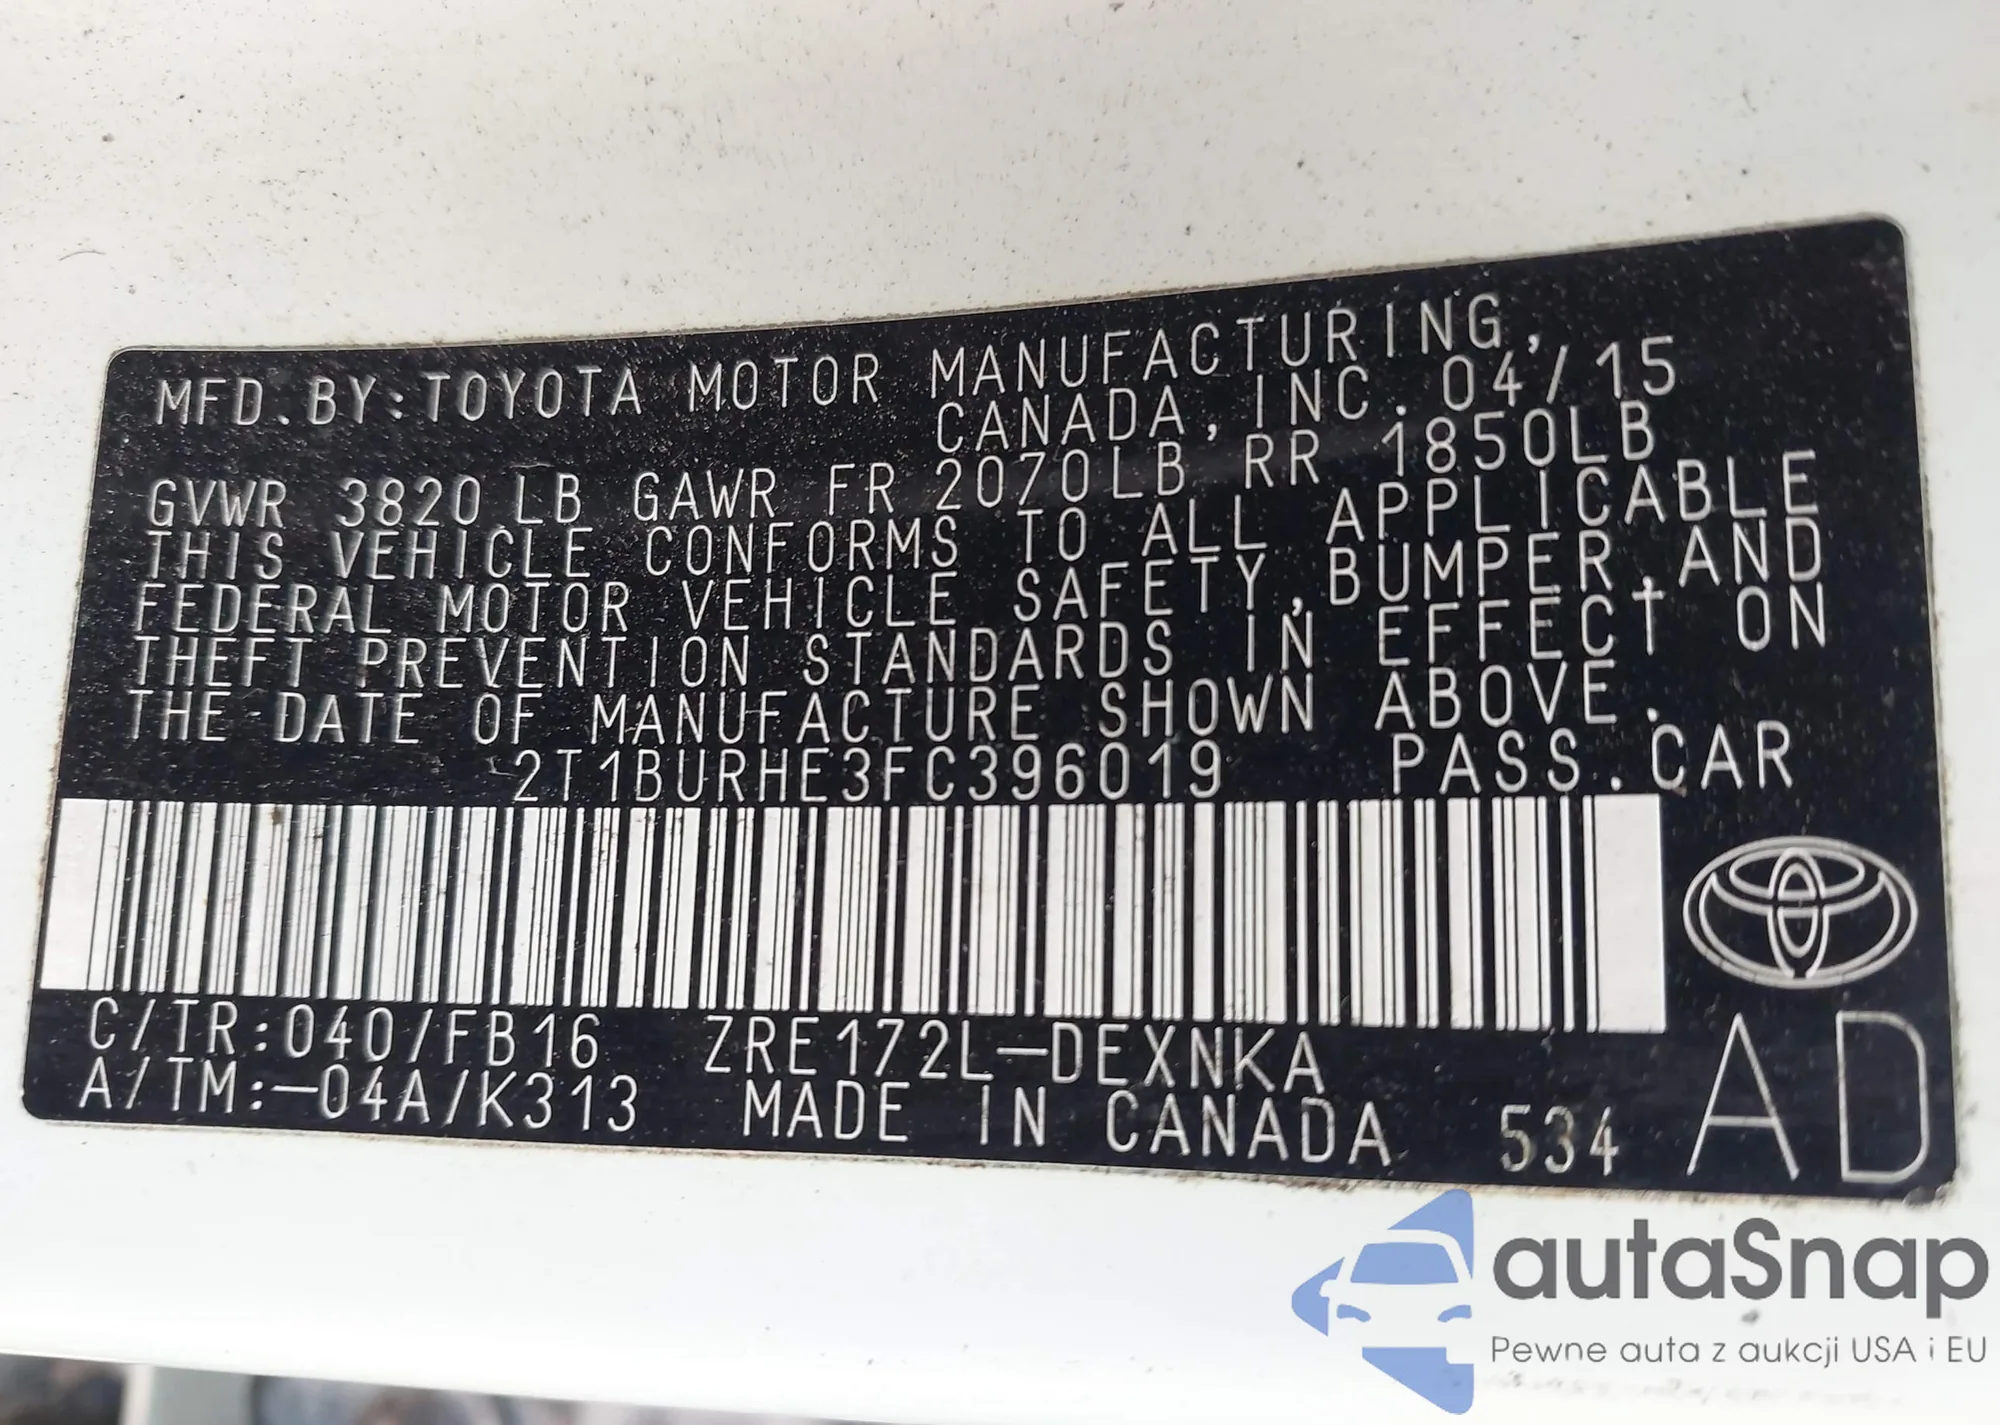 MFD.BY:TOYOTA MOTOR MANUFACTURING,
CANADA,INC. 04/15
GVWR 3820 LB GAWR FR 2070LB RR 1850LB
THIS VEHICLE CONFORMS TO ALL APPLICABLE
FEDERAL MOTOR VEHICLE SAFETY,BUMPER,AND
THEFT PREVENTION STANDARDS IN EFFECT ON
THE DATE OF MANUFACTURE SHOWN ABOVE.
2T1BURHE3FC396019 PASS.CAR
C/TR:040/FB16 ZRE172L-DEXNKA
A/TM:-04A/K313 MADE IN CANADA 534 AD
autaSnap
Pewne auta z aukcji USA i EU